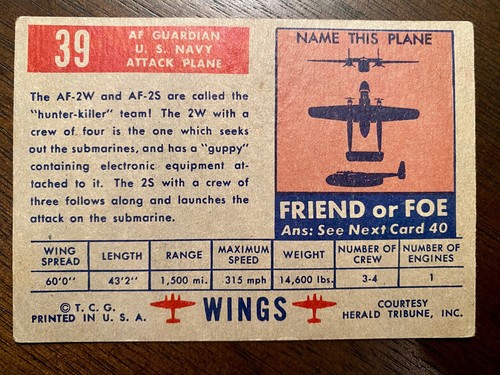 39
AF GUARDIAN
U. S. NAVY
ATTACK PLANE
The AF-2W and AF-2S are called the
"hunter-killer" team! The 2W with a
crew of four is the one which seeks
out the submarines, and has a "guppy"
containing electronic equipment at-
tached to it. The 2S with a crew of
three follows along and launches the
attack on the submarine.
NAME THIS PLANE
FRIEND or FOE
Ans: See Next Card 40
WING SPREAD LENGTH RANGE MAXIMUM SPEED WEIGHT NUMBER OF CREW NUMBER OF ENGINES
60'0" 43'2" 1,500 mi. 315 mph 14,600 lbs. 3-4 1
© T. C. G.
PRINTED IN U. S. A.
WINGS
COURTESY
HERALD TRIBUNE, INC.